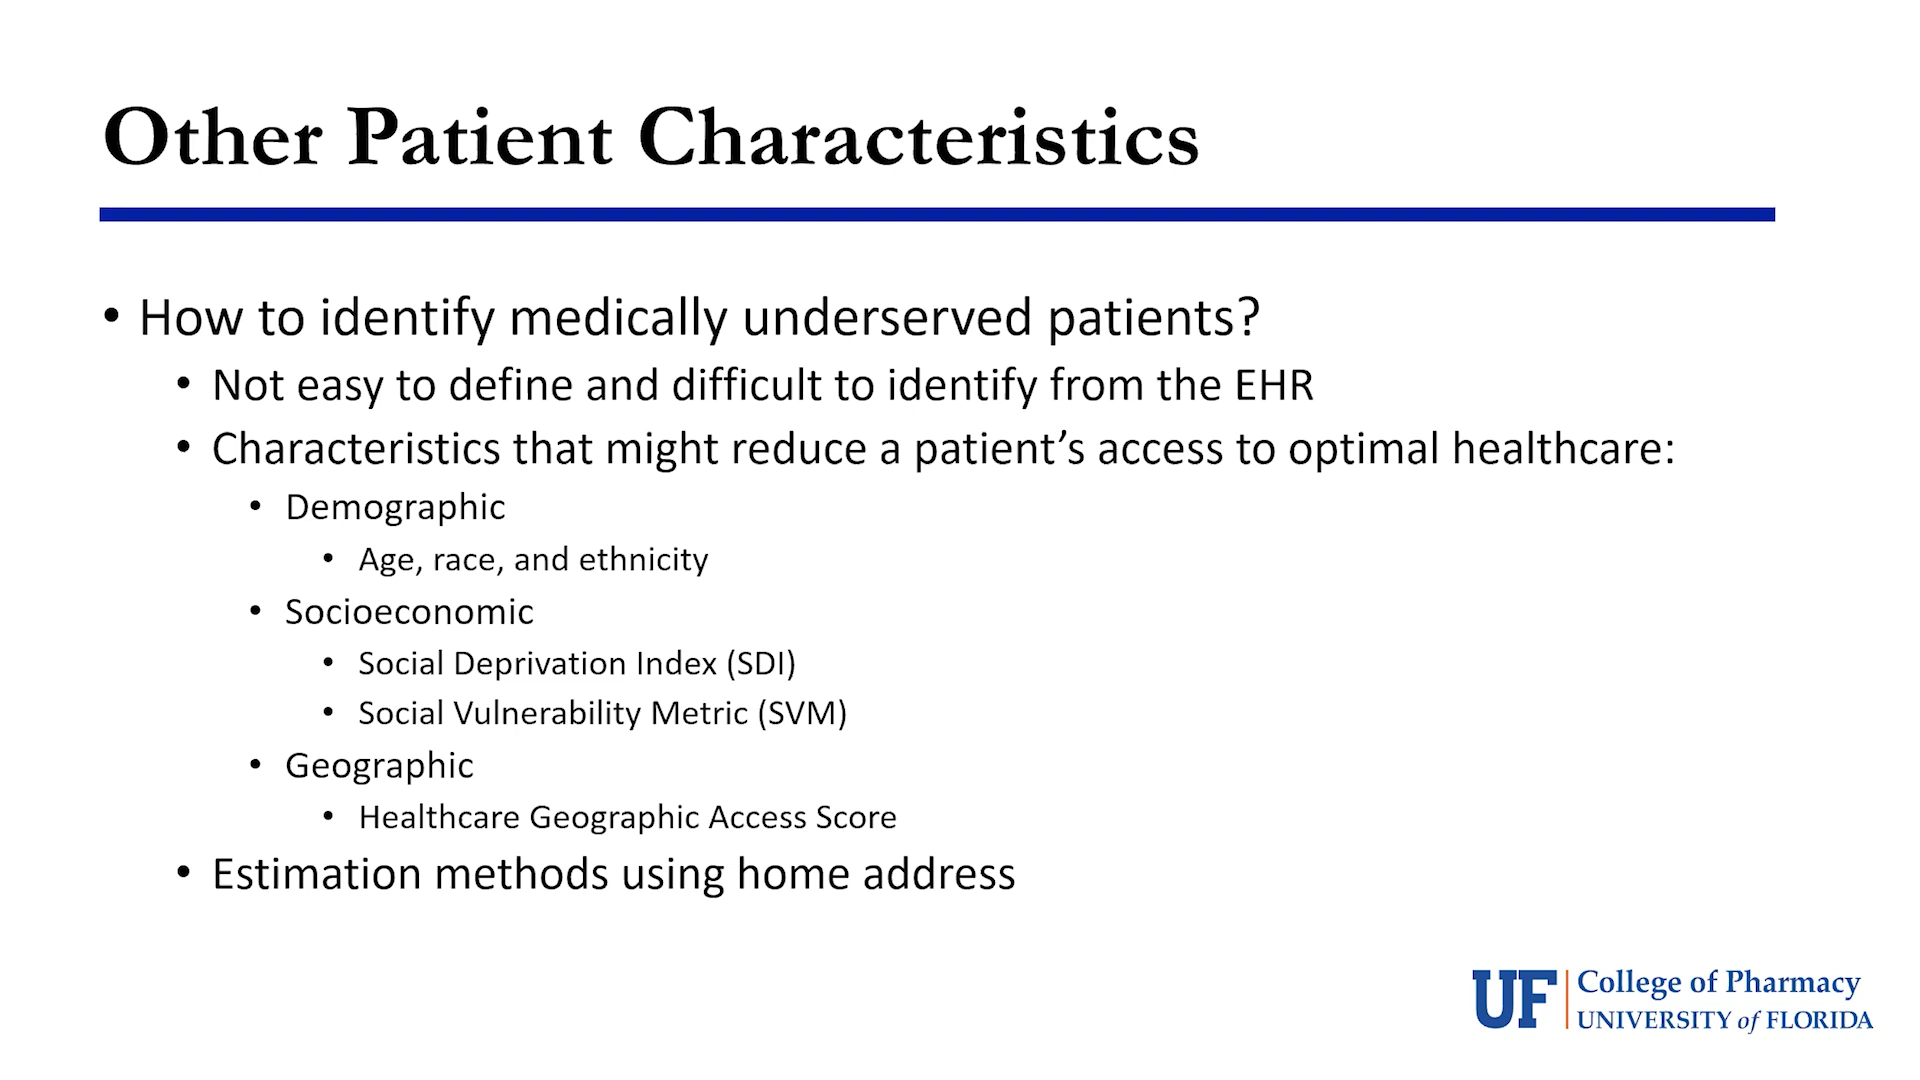 Other Patient Characteristics
• How to identify medically underserved patients?
• Not easy to define and difficult to identify from the EHR
• Characteristics that might reduce a patient’s access to optimal healthcare:
• Demographic
• Age, race, and ethnicity
• Socioeconomic
• Social Deprivation Index (SDI)
• Social Vulnerability Metric (SVM)
• Geographic
• Healthcare Geographic Access Score
• Estimation methods using home address
UF College of Pharmacy
UNIVERSITY of FLORIDA